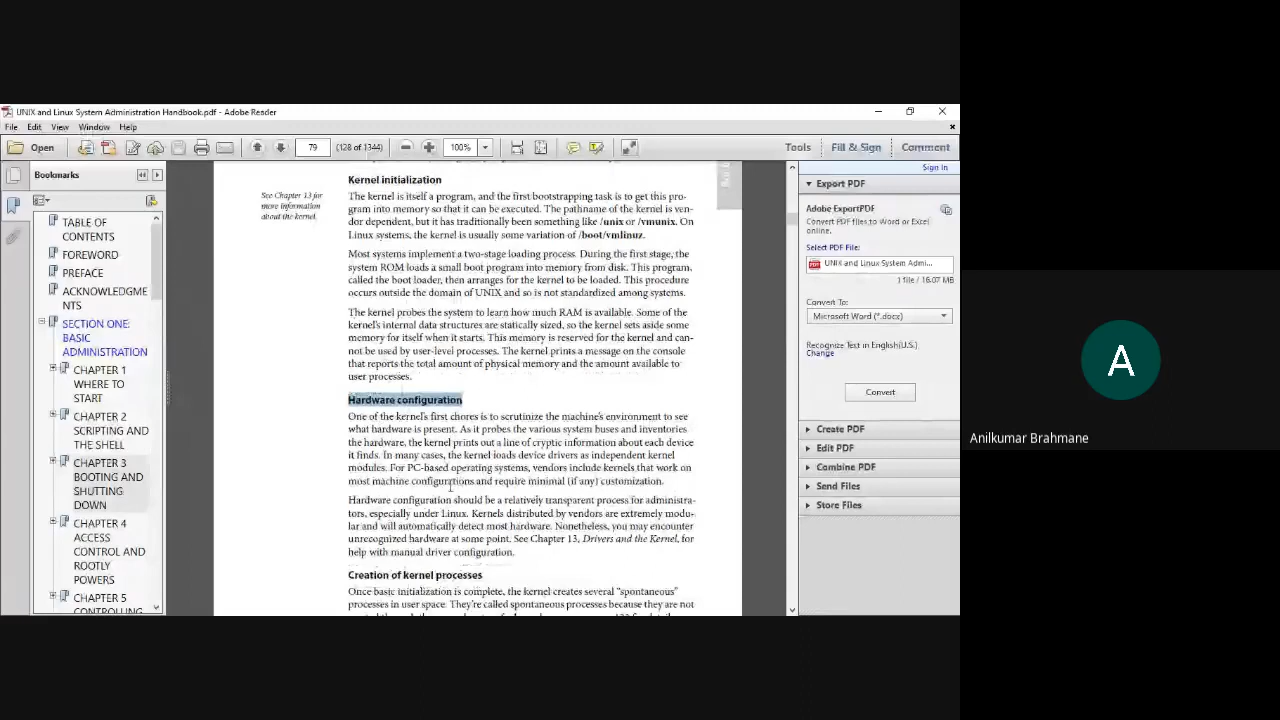 UNIX and Linux System Administration Handbook.pdf - Adobe Reader
File Edit View Window Help
Open 79 (128 of 1344) 100% Tools Fill & Sign Comment
Bookmarks
TABLE OF
CONTENTS
FOREWORD
PREFACE
ACKNOWLEDGME
NTS
SECTION ONE:
BASIC
ADMINISTRATION
CHAPTER 1
WHERE TO
START
CHAPTER 2
SCRIPTING AND
THE SHELL
CHAPTER 3
BOOTING AND
SHUTTING
DOWN
CHAPTER 4
ACCESS
CONTROL AND
ROOTLY
POWERS
CHAPTER 5
CONTROLLING
See Chapter 13 for
more information
about the kernel.
Kernel initialization
The kernel is itself a program, and the first bootstrapping task is to get this pro-
gram into memory so that it can be executed. The pathname of the kernel is ven-
dor dependent, but it has traditionally been something like /unix or /vmunix. On
Linux systems, the kernel is usually some variation of /boot/vmlinuz.
Most systems implement a two-stage loading process. During the first stage, the
system ROM loads a small boot program into memory from disk. This program,
called the boot loader, then arranges for the kernel to be loaded. This procedure
occurs outside the domain of UNIX and so is not standardized among systems.
The kernel probes the system to learn how much RAM is available. Some of the
kernel's internal data structures are statically sized, so the kernel sets aside some
memory for itself when it starts. This memory is reserved for the kernel and can-
not be used by user-level processes. The kernel prints a message on the console
that reports the total amount of physical memory and the amount available to
user processes.
Hardware configuration
One of the kernel's first chores is to scrutinize the machine's environment to see
what hardware is present. As it probes the various system buses and inventories
the hardware, the kernel prints out a line of cryptic information about each device
it finds. In many cases, the kernel loads device drivers as independent kernel
modules. For PC-based operating systems, vendors include kernels that work on
most machine configurations and require minimal (if any) customization.
Hardware configuration should be a relatively transparent process for administra-
tors, especially under Linux. Kernels distributed by vendors are extremely modu-
lar and will automatically detect most hardware. Nonetheless, you may encounter
unrecognized hardware at some point. See Chapter 13, Drivers and the Kernel, for
help with manual driver configuration.
Creation of kernel processes
Once basic initialization is complete, the kernel creates several “spontaneous”
processes in user space. They're called spontaneous processes because they are not
Sign In
Export PDF
Adobe ExportPDF
Convert PDF files to Word or Excel
online.
Select PDF File:
UNIX and Linux System Admi...
1 file / 16.07 MB
Convert To:
Microsoft Word (*.docx)
Recognize Text in English(U.S.)
Change
Convert
Create PDF
Edit PDF
Combine PDF
Send Files
Store Files
A
Anilkumar Brahmane